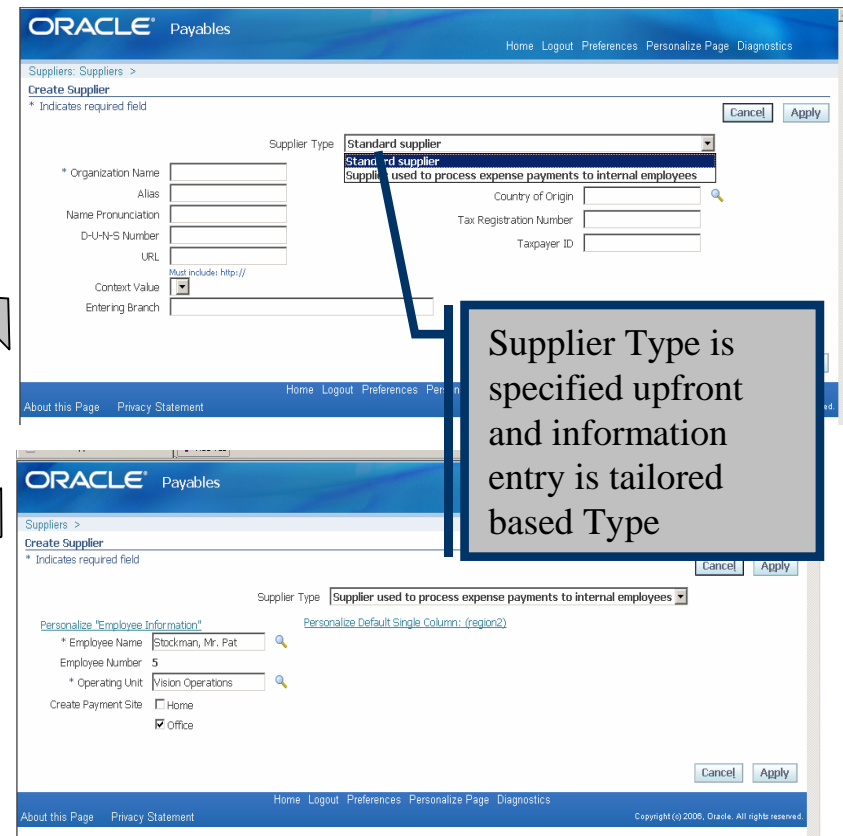 ORACLE® Payables
Home Logout Preferences Personalize Page Diagnostics
Suppliers: Suppliers >
Create Supplier
* Indicates required field
Cancel Apply
Supplier Type Standard supplier
Standard supplier
Supplier used to process expense payments to internal employees
* Organization Name
Alias
Name Pronunciation
D-U-N-S Number
URL
Must include: http://
Context Value
Entering Branch
Country of Origin
Tax Registration Number
Taxpayer ID
Home Logout Preferences
About this Page Privacy Statement
Supplier Type is
specified upfront
and information
entry is tailored
based Type
ORACLE® Payables
Suppliers >
Create Supplier
* Indicates required field
Cancel Apply
Supplier Type Supplier used to process expense payments to internal employees
Personalize "Employee Information"
Personalize Default Single Column: (region2)
* Employee Name Stockman, Mr. Pat
Employee Number 5
* Operating Unit Vision Operations
Create Payment Site Home
Office
Cancel Apply
Home Logout Preferences Personalize Page Diagnostics
About this Page Privacy Statement
Copyright (c) 2006, Oracle. All rights reserved.